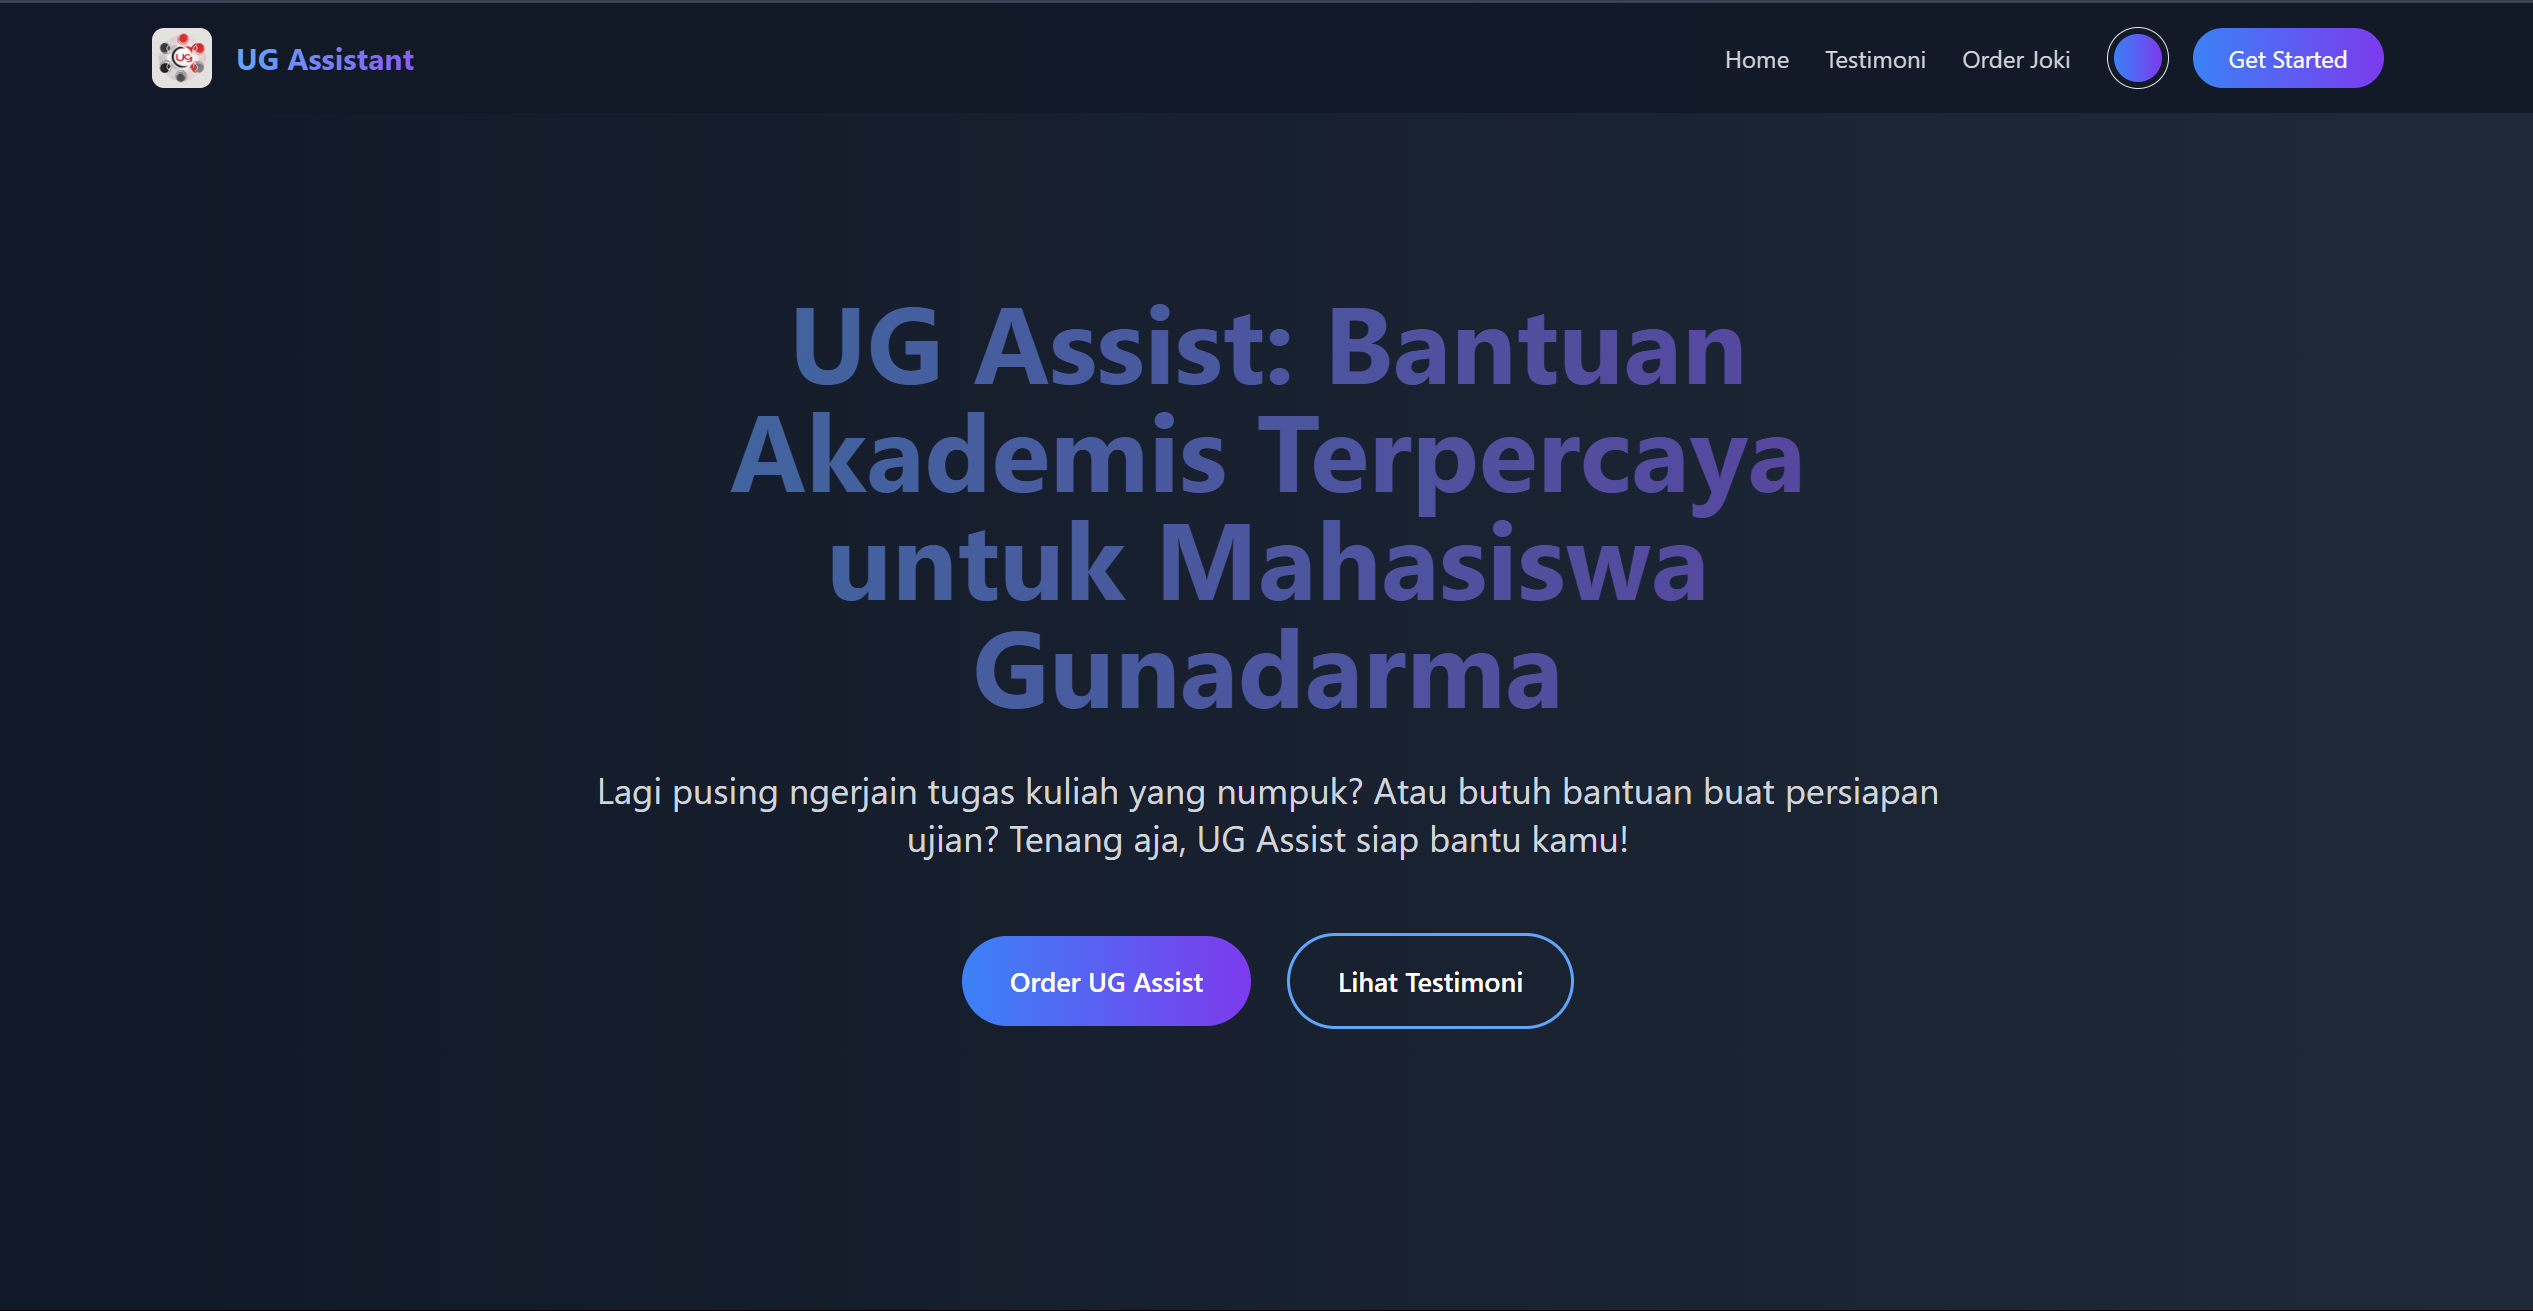 UG
UG Assistant
Home
Testimoni
Order Joki
Get Started
UG Assist: Bantuan
Akademis Terpercaya
untuk Mahasiswa
Gunadarma
Lagi pusing ngerjain tugas kuliah yang numpuk? Atau butuh bantuan buat persiapan
ujian? Tenang aja, UG Assist siap bantu kamu!
Order UG Assist
Lihat Testimoni